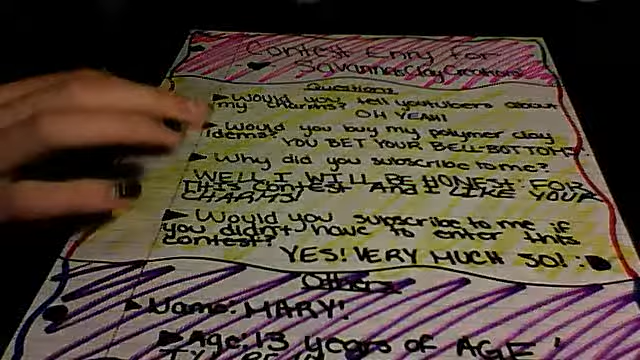 Contest Entry for
SavannahsClayCreations
Questions
Would you tell youtubers about
my charms? OH YEAH!
Would you buy my polymer clay
items? YOU BET YOUR BELL-BOTTOMS
Why did you subscribe to me?
WELL I WILL BE HONEST: FOR
THIS CONTEST AND I LIKE YOUR
CHARMS!
Would you subscribe to me if
you didn't have to enter this
contest? YES! VERY MUCH SO! :
Others
Name: MARY!
Age: 13 years of AGE!